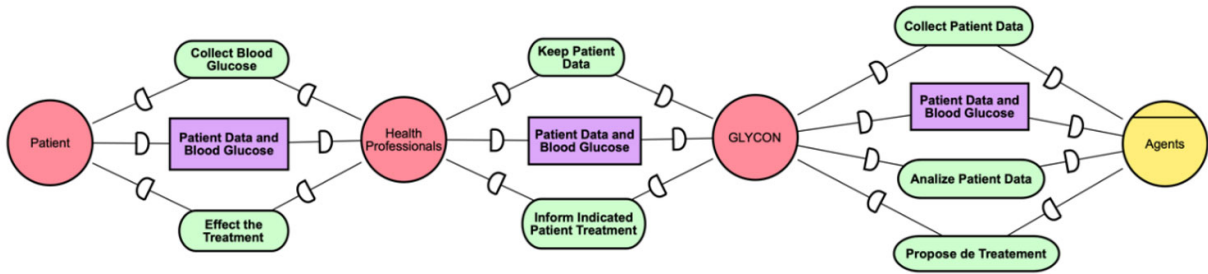 Patient
Collect Blood
Glucose
Patient Data and
Blood Glucose
Effect the
Treatment
Health
Professionals
Keep Patient
Data
Patient Data and
Blood Glucose
Inform Indicated
Patient Treatment
GLYCON
Collect Patient Data
Patient Data and
Blood Glucose
Analize Patient Data
Propose de Treatement
Agents